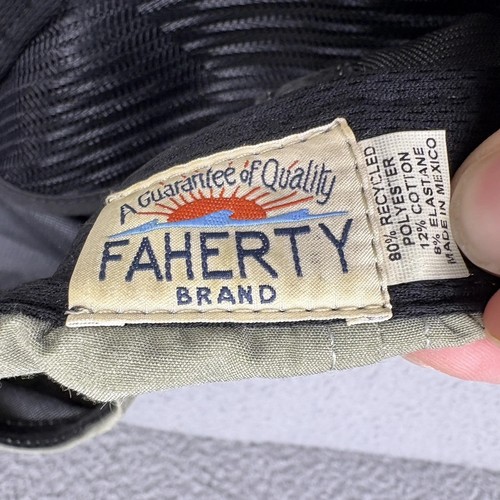 A Guarantee of Quality
FAHERTY
BRAND
80% RECYCLED
POLYESTER
12% COTTON
8% ELASTANE
MADE IN MEXICO